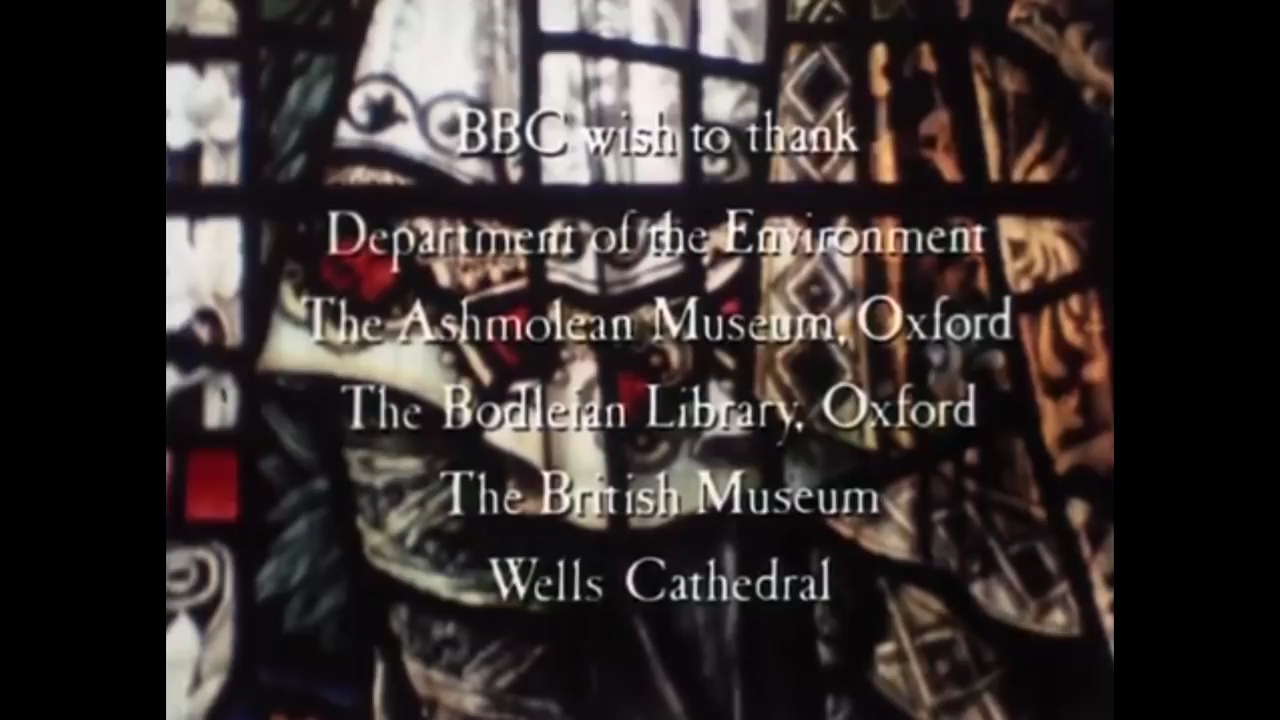 BBC wish to thank
Department of the Environment
The Ashmolean Museum, Oxford
The Bodleian Library, Oxford
The British Museum
Wells Cathedral